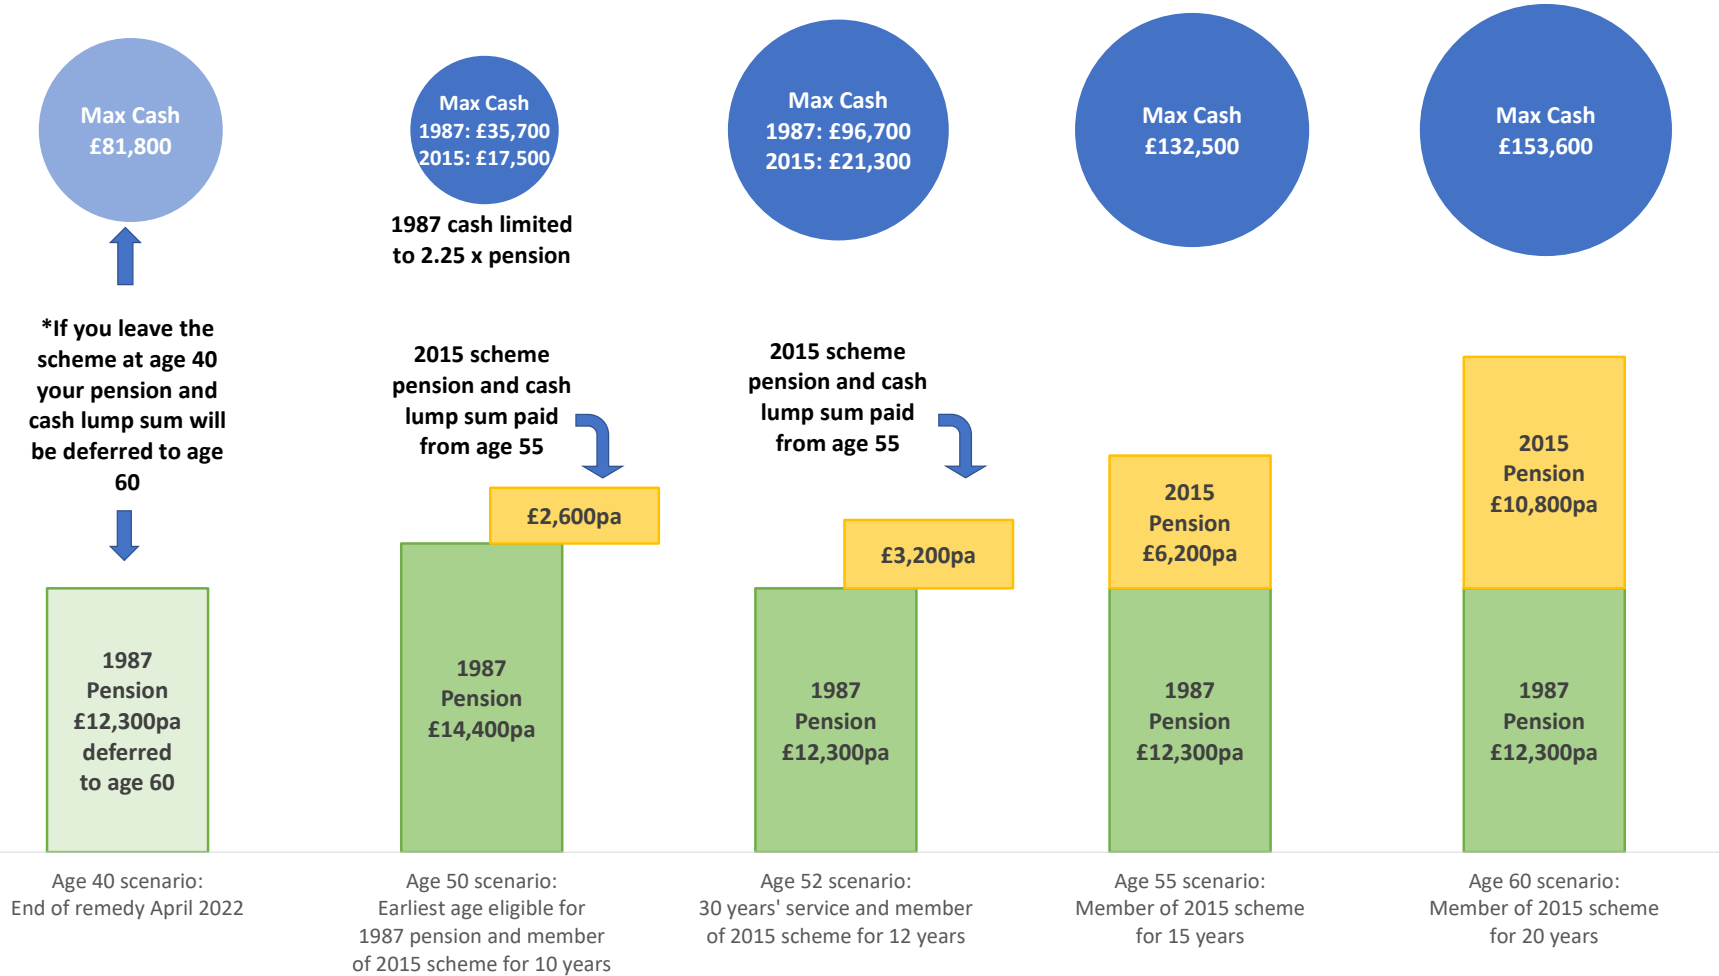 Max Cash
£81,800
*If you leave the
scheme at age 40
your pension and
cash lump sum will
be deferred to age
60
1987
Pension
£12,300pa
deferred
to age 60
Age 40 scenario:
End of remedy April 2022
Max Cash
1987: £35,700
2015: £17,500
1987 cash limited
to 2.25 x pension
2015 scheme
pension and cash
lump sum paid
from age 55
£2,600pa
1987
Pension
£14,400pa
Age 50 scenario:
Earliest age eligible for
1987 pension and member
of 2015 scheme for 10 years
Max Cash
1987: £96,700
2015: £21,300
2015 scheme
pension and cash
lump sum paid
from age 55
£3,200pa
1987
Pension
£12,300pa
Age 52 scenario:
30 years' service and member
of 2015 scheme for 12 years
Max Cash
£132,500
2015
Pension
£6,200pa
1987
Pension
£12,300pa
Age 55 scenario:
Member of 2015 scheme
for 15 years
Max Cash
£153,600
2015
Pension
£10,800pa
1987
Pension
£12,300pa
Age 60 scenario:
Member of 2015 scheme
for 20 years